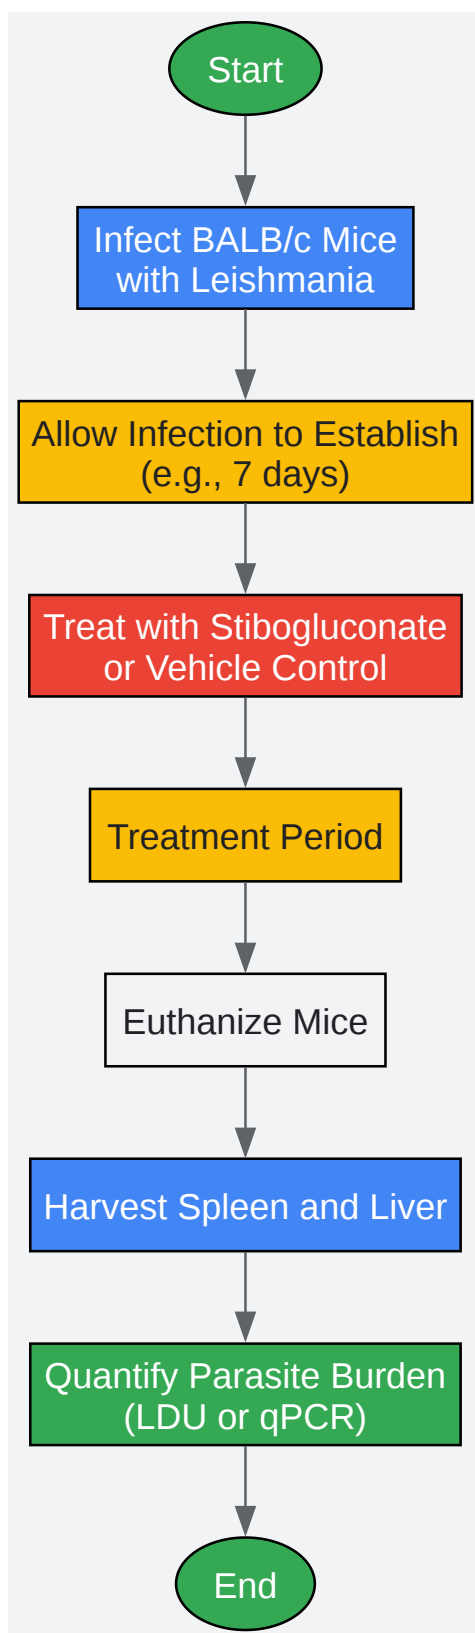 Start
Infect BALB/c Mice
with Leishmania
Allow Infection to Establish
(e.g., 7 days)
Treat with Stibogluconate
or Vehicle Control
Treatment Period
Euthanize Mice
Harvest Spleen and Liver
Quantify Parasite Burden
(LDU or qPCR)
End